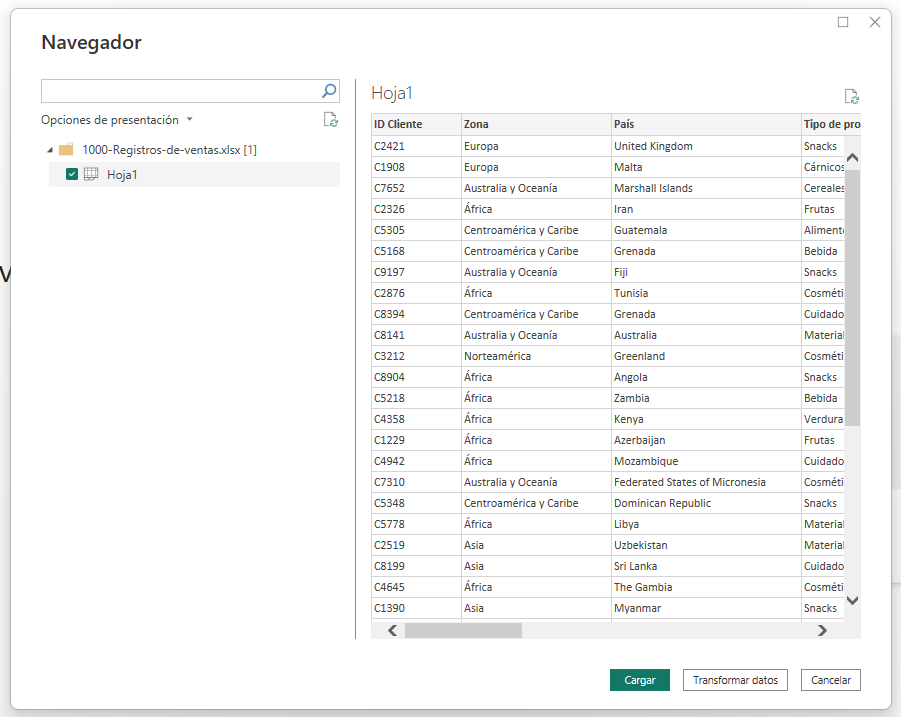 Navegador
Opciones de presentación
1000-Registros-de-ventas.xlsx [1]
Hoja1
Hoja1
ID Cliente Zona País Tipo de pro
C2421 Europa United Kingdom Snacks
C1908 Europa Malta Cárnicos
C7652 Australia y Oceanía Marshall Islands Cereales
C2326 África Iran Frutas
C5305 Centroamérica y Caribe Guatemala Aliment
C5168 Centroamérica y Caribe Grenada Bebida
C9197 Australia y Oceanía Fiji Snacks
C2876 África Tunisia Cosméti
C8394 Centroamérica y Caribe Grenada Cuidado
C8141 Australia y Oceanía Australia Material
C3212 Norteamérica Greenland Cosméti
C8904 África Angola Snacks
C5218 África Zambia Bebida
C4358 África Kenya Verdura
C1229 África Azerbaijan Frutas
C4942 África Mozambique Cuidado
C7310 Australia y Oceanía Federated States of Micronesia Cosméti
C5348 Centroamérica y Caribe Dominican Republic Snacks
C5778 África Libya Material
C2519 Asia Uzbekistan Material
C8199 Asia Sri Lanka Cuidado
C4645 África The Gambia Cosméti
C1390 Asia Myanmar Snacks
Cargar Transformar datos Cancelar